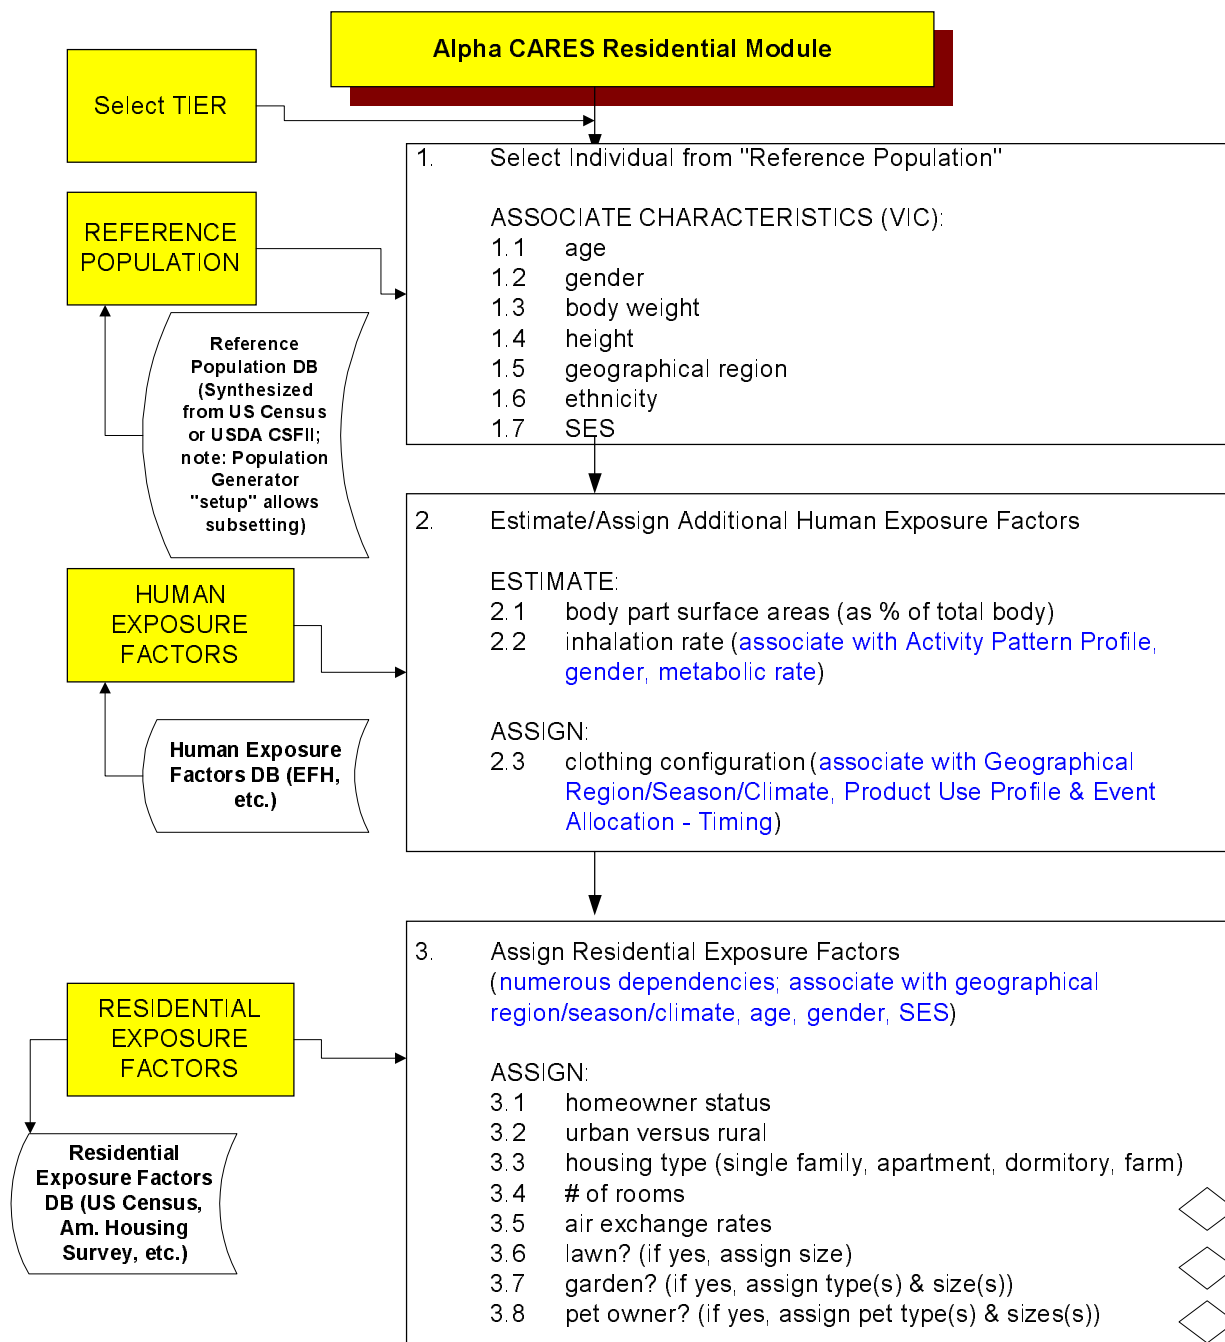 Alpha CARES Residential Module
Select TIER
1. Select Individual from "Reference Population"
ASSOCIATE CHARACTERISTICS (VIC):
1.1 age
1.2 gender
1.3 body weight
1.4 height
1.5 geographical region
1.6 ethnicity
1.7 SES
REFERENCE
POPULATION
Reference
Population DB
(Synthesized
from US Census
or USDA CSFII;
note: Population
Generator
"setup" allows
subsetting)
2. Estimate/Assign Additional Human Exposure Factors
ESTIMATE:
2.1 body part surface areas (as % of total body)
2.2 inhalation rate (associate with Activity Pattern Profile,
gender, metabolic rate)
ASSIGN:
2.3 clothing configuration (associate with Geographical
Region/Season/Climate, Product Use Profile & Event
Allocation - Timing)
HUMAN
EXPOSURE
FACTORS
Human Exposure
Factors DB (EFH,
etc.)
3. Assign Residential Exposure Factors
(numerous dependencies; associate with geographical
region/season/climate, age, gender, SES)
ASSIGN:
3.1 homeowner status
3.2 urban versus rural
3.3 housing type (single family, apartment, dormitory, farm)
3.4 # of rooms
3.5 air exchange rates
3.6 lawn? (if yes, assign size)
3.7 garden? (if yes, assign type(s) & size(s))
3.8 pet owner? (if yes, assign pet type(s) & sizes(s))
RESIDENTIAL
EXPOSURE
FACTORS
Residential
Exposure Factors
DB (US Census,
Am. Housing
Survey, etc.)